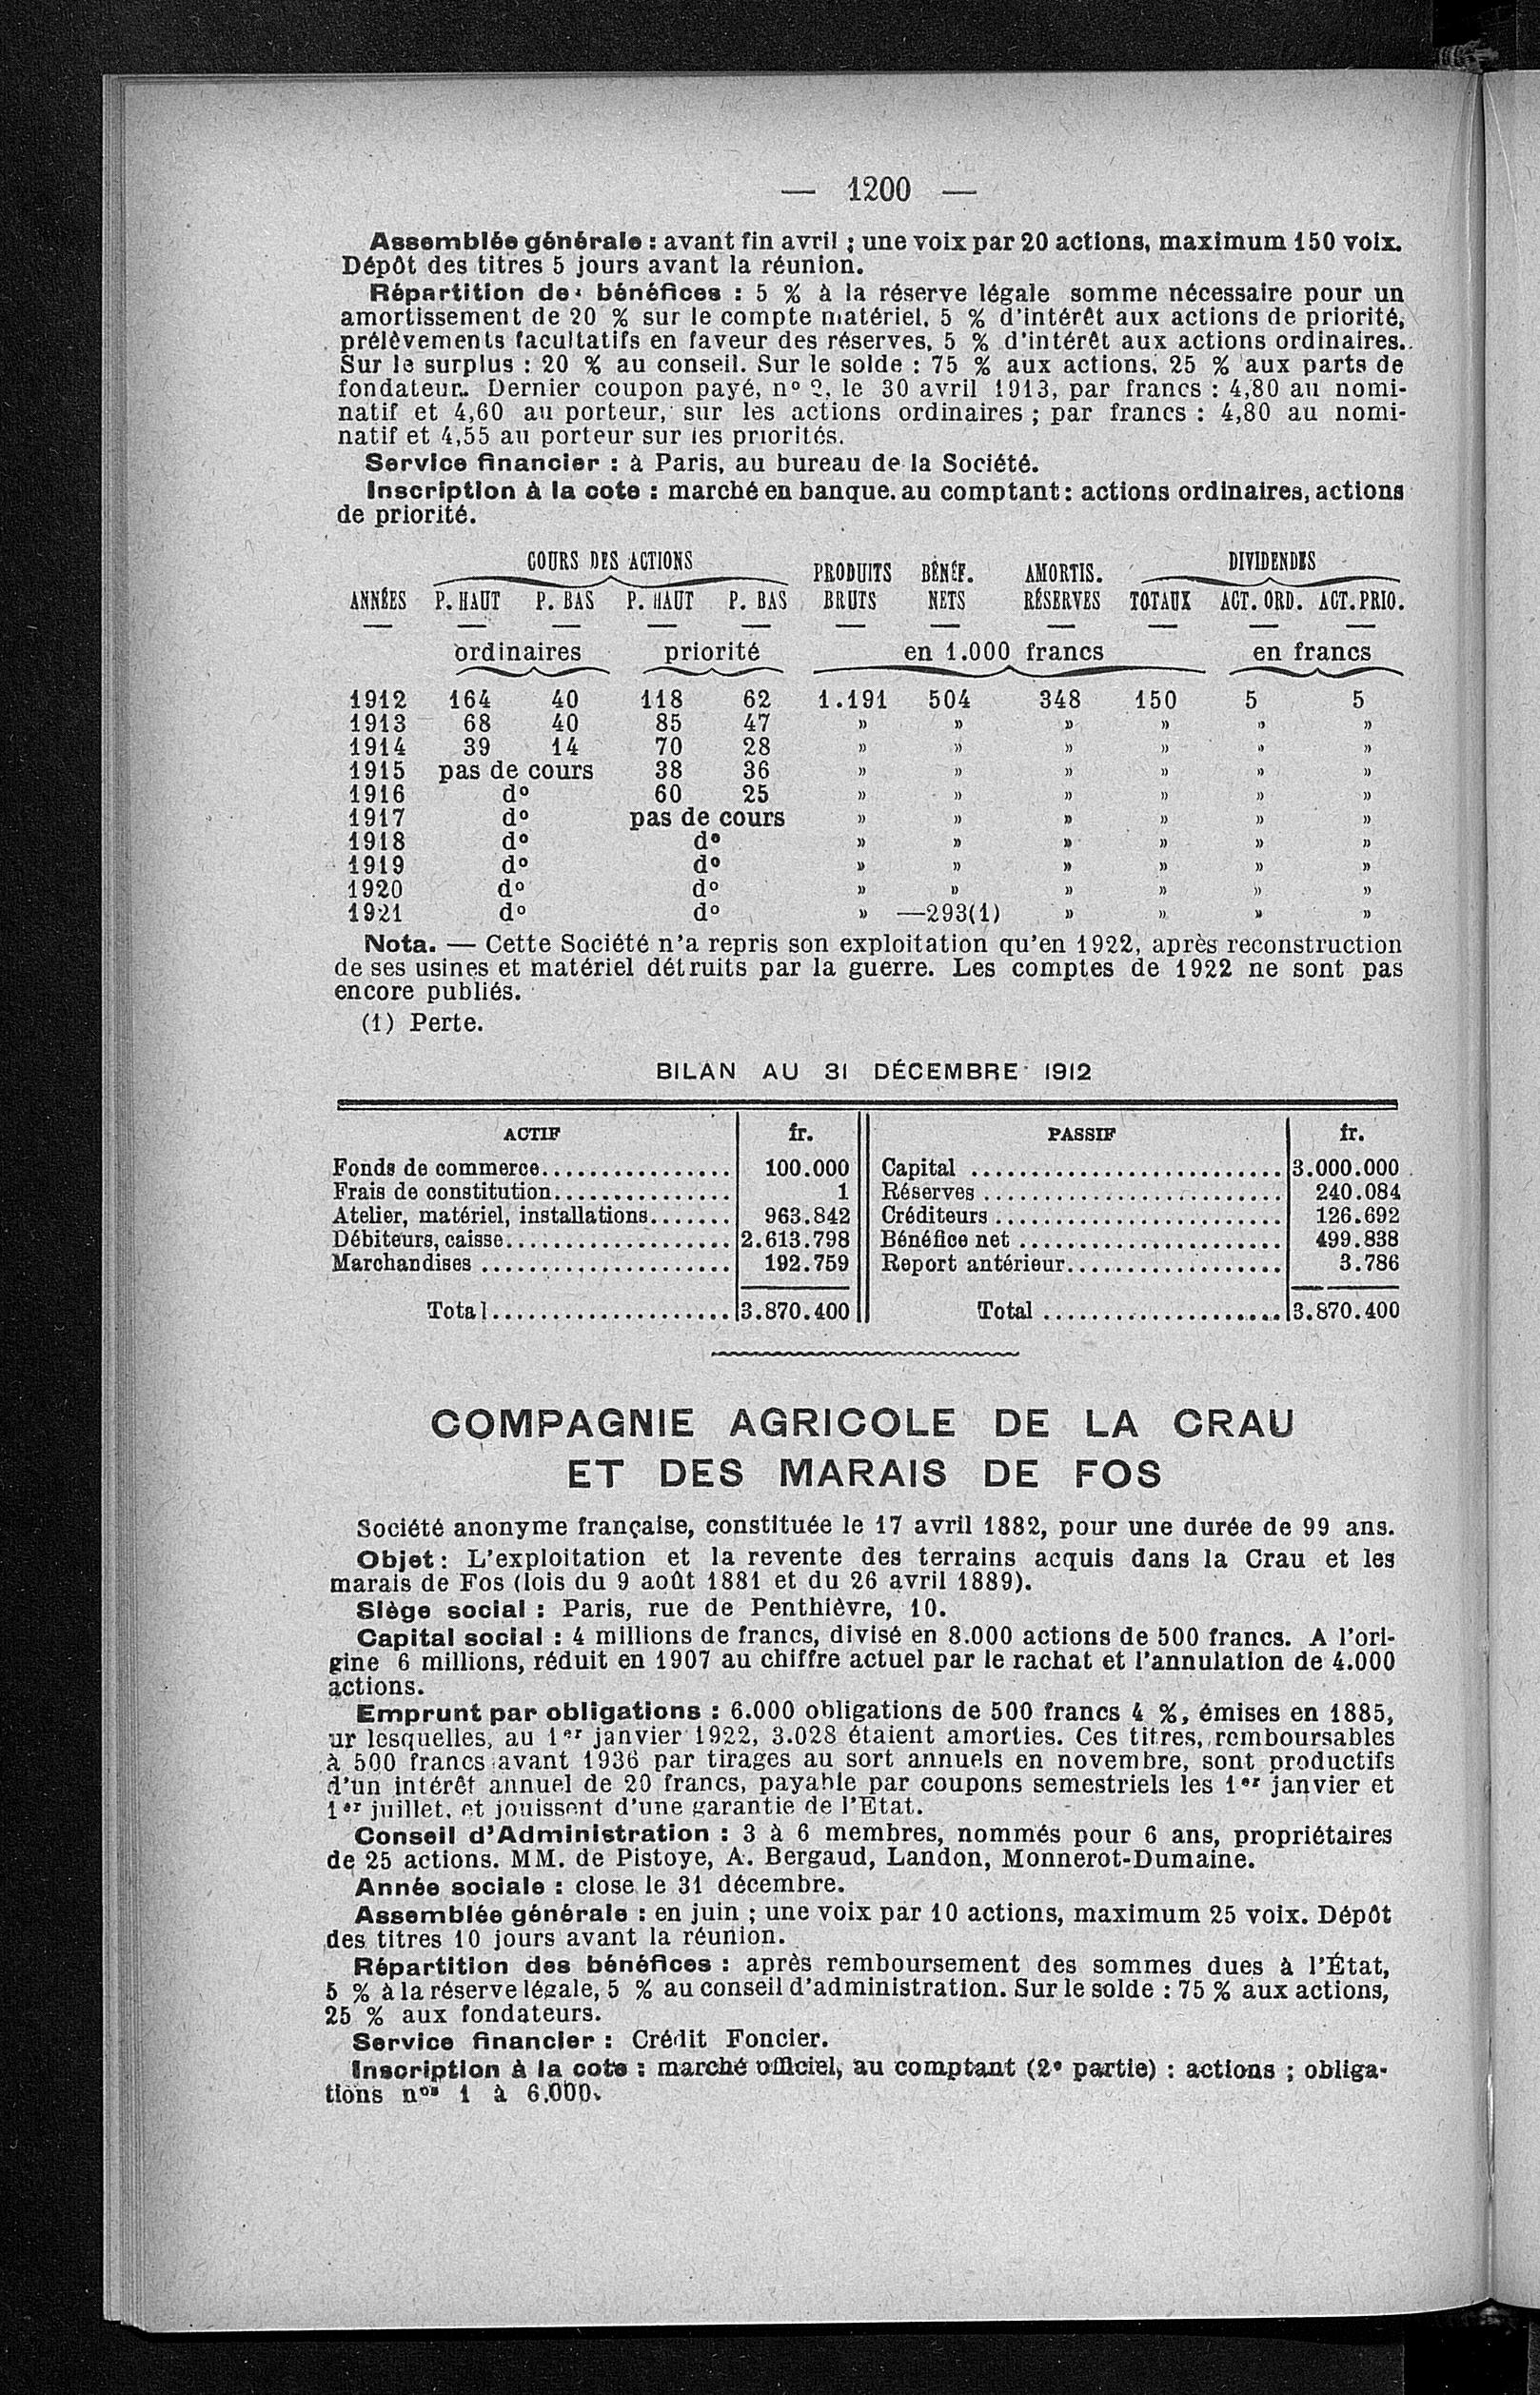 — 1200 —
Assemblée générale : avant fin avril ; une voix par 20 actions, maximum 150 voix.
Dépôt des titres 5 jours avant la réunion.
Répartition des bénéfices : 5 % à la réserve légale somme nécessaire pour un
amortissement de 20 % sur le compte matériel, 5 % d'intérêt aux actions de priorité,
prélèvements facultatifs en faveur des réserves, 5 % d'intérêt aux actions ordinaires.
Sur le surplus : 20 % au conseil. Sur le solde : 75 % aux actions, 25 % aux parts de
fondateur. Dernier coupon payé, nº 2, le 30 avril 1913, par francs : 4,80 au nomi-
natif et 4,60 au porteur, sur les actions ordinaires ; par francs : 4,80 au nomi-
natif et 4,55 au porteur sur les priorités.
Service financier : à Paris, au bureau de la Société.
Inscription à la cote : marché en banque. au comptant : actions ordinaires, actions
de priorité.
COURS DES ACTIONS PRODUITS BÉNÉF. AMORTIS. DIVIDENDES
ANNÉES P. HAUT P. BAS P. HAUT P. BAS BRUTS NETS RÉSERVES TOTAUX ACT. ORD. ACT. PRIO.
ordinaires priorité en 1.000 francs en francs
1912 164 40 118 62 1.191 504 348 150 5 5
1913 68 40 85 47 » » » » » »
1914 39 14 70 28 » » » » » »
1915 pas de cours 38 36 » » » » » »
1916 dº 60 25 » » » » » »
1917 dº pas de cours » » » » » »
1918 dº dº » » » » » »
1919 dº dº » » » » » »
1920 dº dº » » » » » »
1921 dº dº » —293(1) » » » »
Nota. — Cette Société n'a repris son exploitation qu'en 1922, après reconstruction
de ses usines et matériel détruits par la guerre. Les comptes de 1922 ne sont pas
encore publiés.
(1) Perte.
BILAN AU 31 DÉCEMBRE 1912
ACTIF fr. PASSIF fr.
Fonds de commerce................ 100.000 Capital .......................... 3.000.000
Frais de constitution............... 1 Réserves ......................... 240.084
Atelier, matériel, installations....... 963.842 Créditeurs ........................ 126.692
Débiteurs, caisse................... 2.613.798 Bénéfice net ...................... 499.838
Marchandises ..................... 192.759 Report antérieur.................. 3.786
Total.................... 3.870.400 Total .................... 3.870.400
COMPAGNIE AGRICOLE DE LA CRAU
ET DES MARAIS DE FOS
Société anonyme française, constituée le 17 avril 1882, pour une durée de 99 ans.
Objet : L'exploitation et la revente des terrains acquis dans la Crau et les
marais de Fos (lois du 9 août 1881 et du 26 avril 1889).
Siège social : Paris, rue de Penthièvre, 10.
Capital social : 4 millions de francs, divisé en 8.000 actions de 500 francs. A l'ori-
gine 6 millions, réduit en 1907 au chiffre actuel par le rachat et l'annulation de 4.000
actions.
Emprunt par obligations : 6.000 obligations de 500 francs 4 %, émises en 1885,
ur lesquelles, au 1er janvier 1922, 3.028 étaient amorties. Ces titres, remboursables
à 500 francs avant 1936 par tirages au sort annuels en novembre, sont productifs
d'un intérêt annuel de 20 francs, payable par coupons semestriels les 1er janvier et
1er juillet, et jouissent d'une garantie de l'Etat.
Conseil d'Administration : 3 à 6 membres, nommés pour 6 ans, propriétaires
de 25 actions. MM. de Pistoye, A. Bergaud, Landon, Monnerot-Dumaine.
Année sociale : close le 31 décembre.
Assemblée générale : en juin ; une voix par 10 actions, maximum 25 voix. Dépôt
des titres 10 jours avant la réunion.
Répartition des bénéfices : après remboursement des sommes dues à l'État,
5 % à la réserve légale, 5 % au conseil d'administration. Sur le solde : 75 % aux actions,
25 % aux fondateurs.
Service financier : Crédit Foncier.
Inscription à la cote : marché officiel, au comptant (2e partie) : actions ; obliga-
tions nos 1 à 6.000.